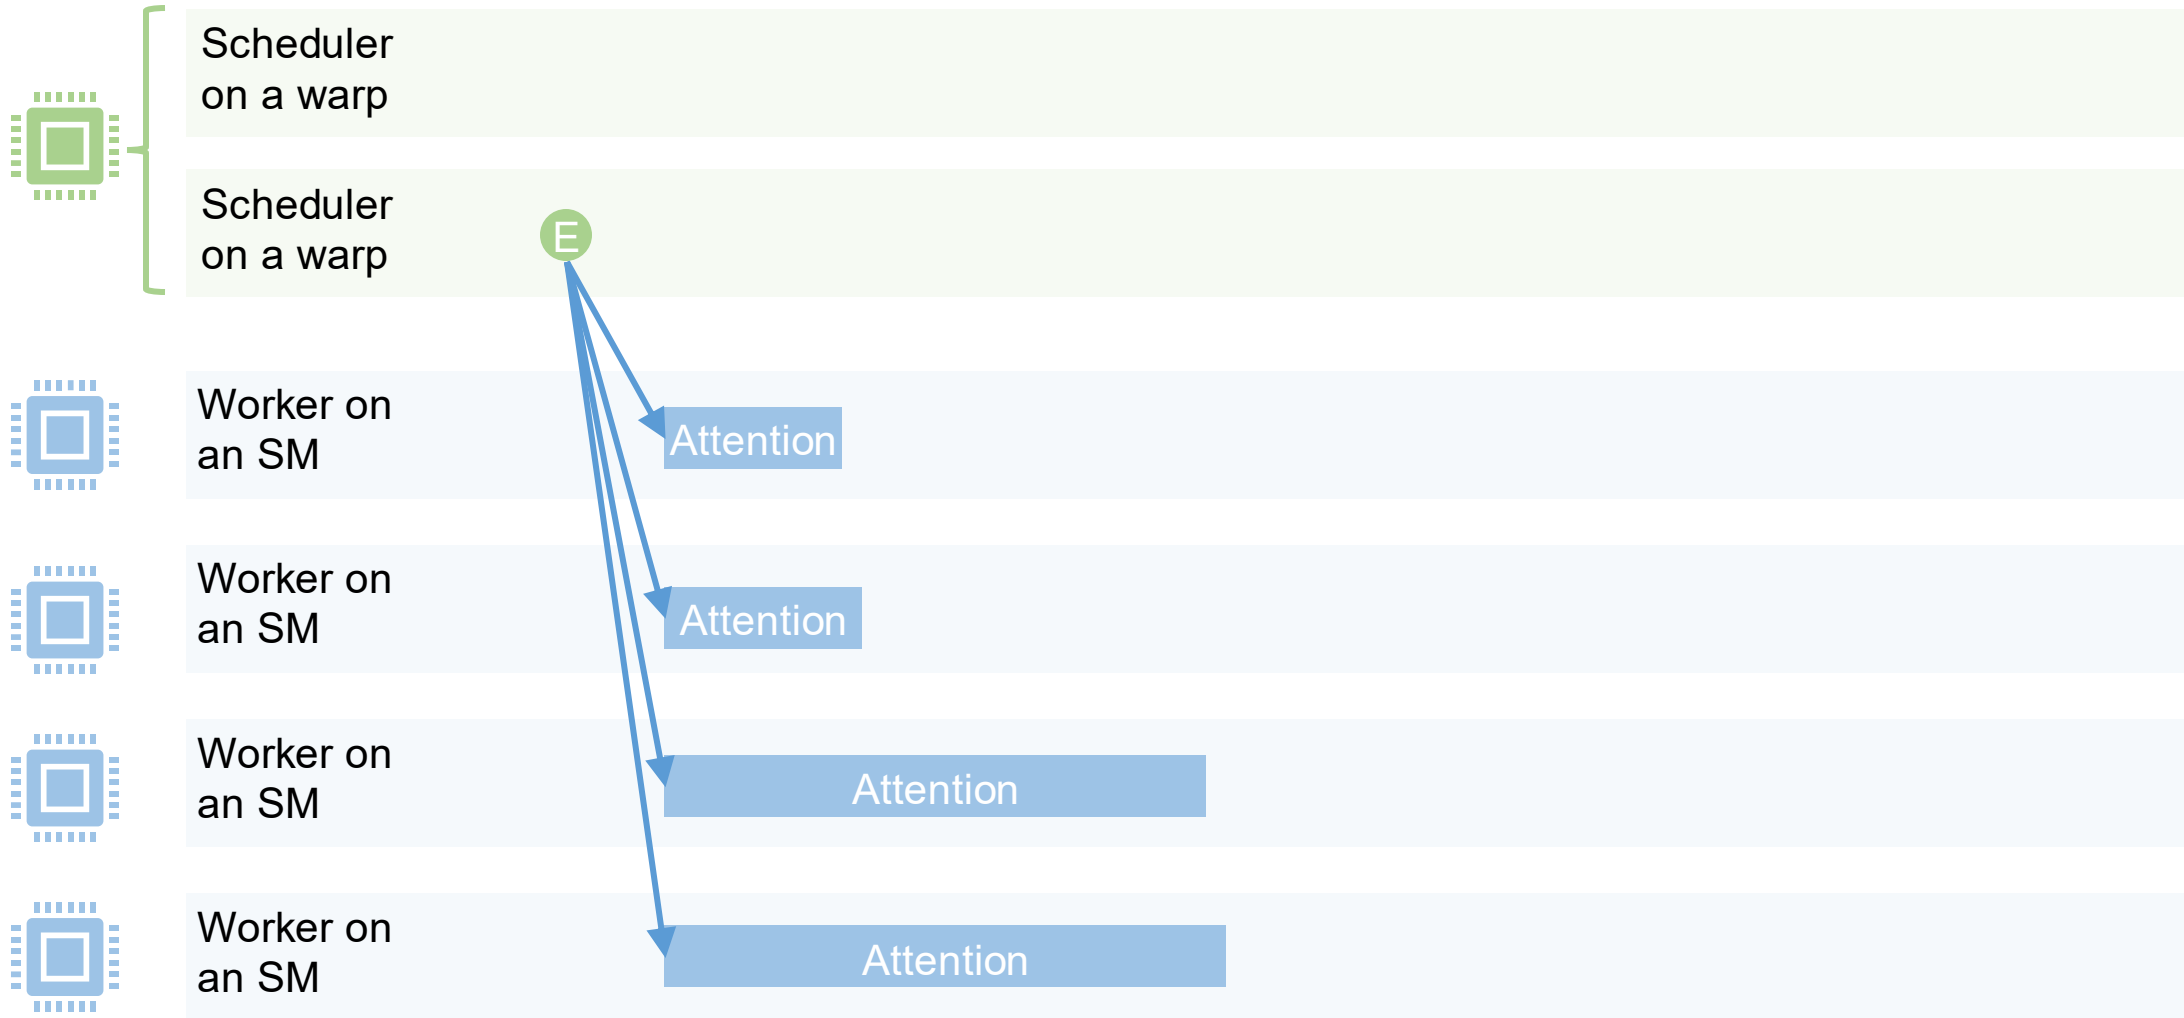 Scheduler
on a warp
Scheduler
on a warp
E
Worker on
an SM
Attention
Worker on
an SM
Attention
Worker on
an SM
Attention
Worker on
an SM
Attention